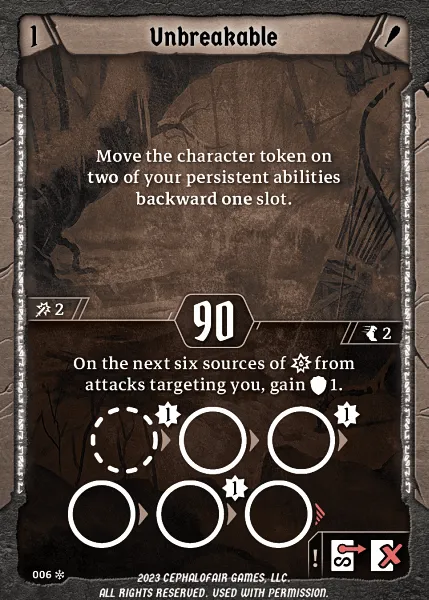 1
Unbreakable
Move the character token on
two of your persistent abilities
backward one slot.
2
90
2
On the next six sources of from
attacks targeting you, gain 1.
1
1
1
!
006
2023 CEPHALOFAIR GAMES, LLC.
ALL RIGHTS RESERVED. USED WITH PERMISSION.